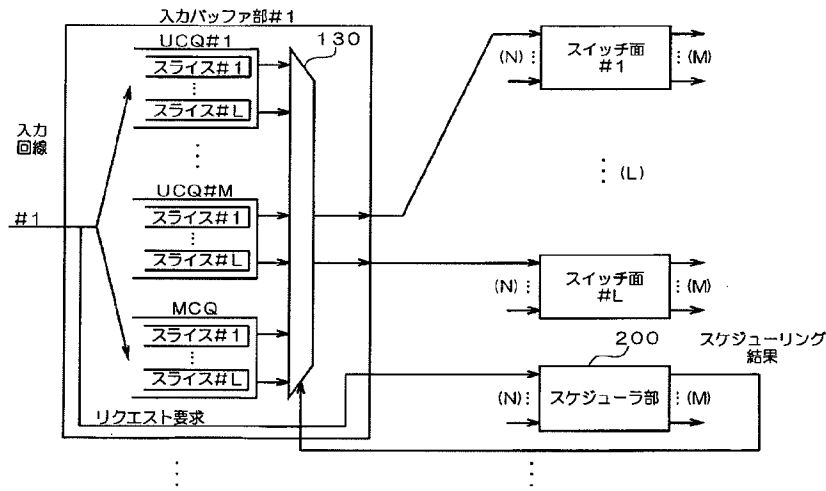 入力バッファ部#1
UCQ#1
スライス#1
⋮
スライス#L
⋮
UCQ#M
スライス#1
⋮
スライス#L
MCQ
スライス#1
⋮
スライス#L
リクエスト要求
入力
回線
#1
130
(N)⋮
スイッチ面
#1
⋮(M)
⋮(L)
(N)⋮
スイッチ面
#L
⋮(M)
200
スケジューリング
結果
(N)⋮
スケジューラ部
⋮(M)
⋮
⋮